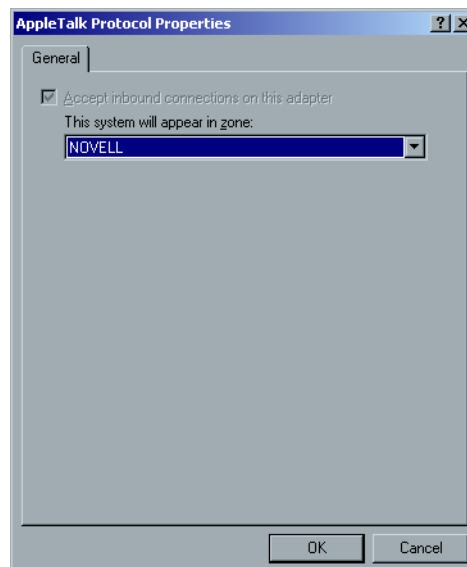 AppleTalk Protocol Properties
General
Accept inbound connections on this adapter
This system will appear in zone:
NOVELL
OK
Cancel